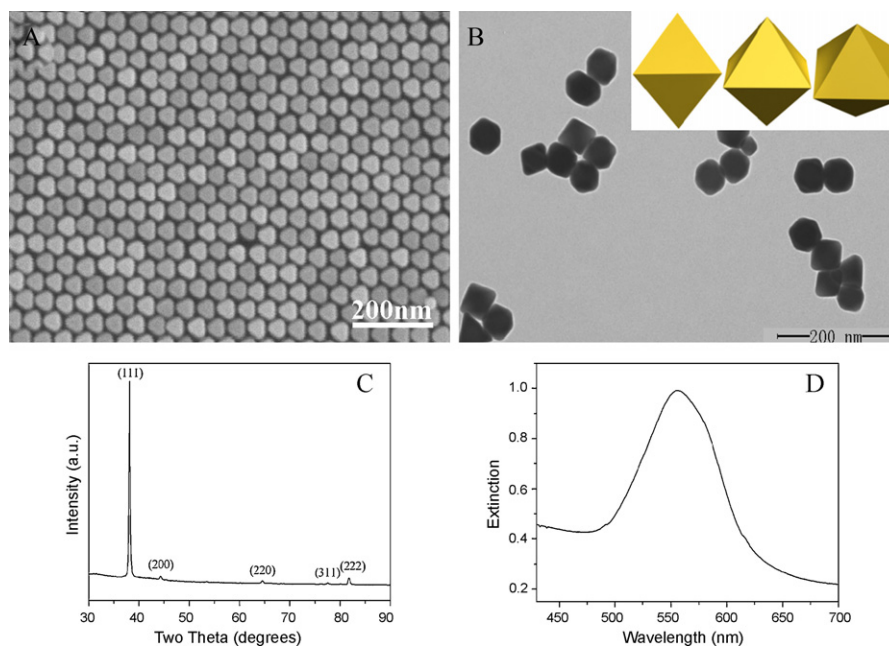 A
200nm
B
200 nm
C
(111)
(200)
(220)
(311)
(222)
Intensity (a.u.)
30 40 50 60 70 80 90
Two Theta (degrees)
D
1.0
0.8
0.6
0.4
0.2
Extinction
450 500 550 600 650 700
Wavelength (nm)